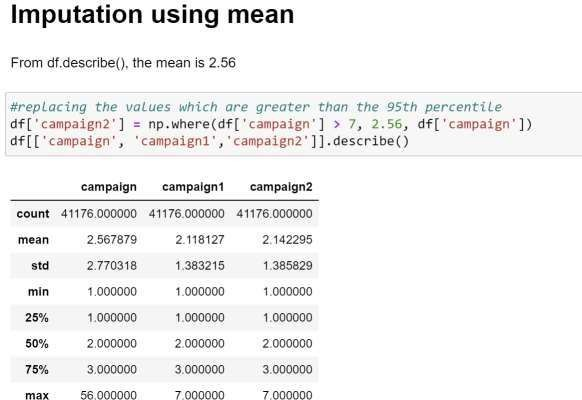 Imputation using mean
From df.describe(), the mean is 2.56
#replacing the values which are greater than the 95th percentile
df['campaign2'] = np.where(df['campaign'] > 7, 2.56, df['campaign'])
df[['campaign', 'campaign1','campaign2']].describe()
campaign campaign1 campaign2
count 41176.000000 41176.000000 41176.000000
mean 2.567879 2.118127 2.142295
std 2.770318 1.383215 1.385829
min 1.000000 1.000000 1.000000
25% 1.000000 1.000000 1.000000
50% 2.000000 2.000000 2.000000
75% 3.000000 3.000000 3.000000
max 56.000000 7.000000 7.000000